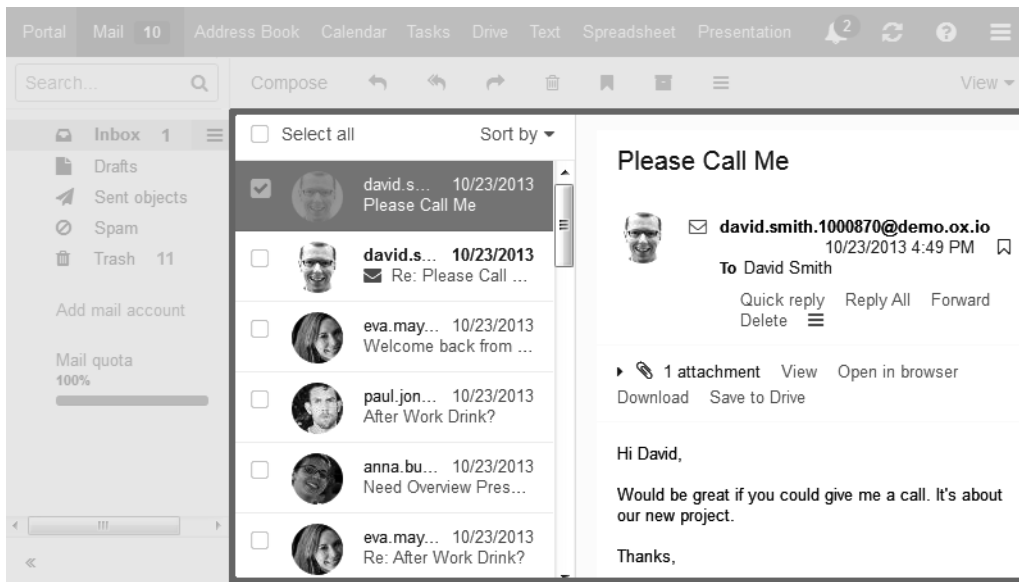 Portal Mail 10 Address Book Calendar Tasks Drive Text Spreadsheet Presentation 2
Search... Compose View
Inbox 1
Drafts
Sent objects
Spam
Trash 11
Add mail account
Mail quota
100%
Select all Sort by
david.s... 10/23/2013
Please Call Me
david.s... 10/23/2013
Re: Please Call ...
eva.may... 10/23/2013
Welcome back from ...
paul.jon... 10/23/2013
After Work Drink?
anna.bu... 10/23/2013
Need Overview Pres...
eva.may... 10/23/2013
Re: After Work Drink?
Please Call Me
david.smith.1000870@demo.ox.io
10/23/2013 4:49 PM
To David Smith
Quick reply Reply All Forward
Delete
1 attachment View Open in browser
Download Save to Drive
Hi David,
Would be great if you could give me a call. It's about
our new project.
Thanks,